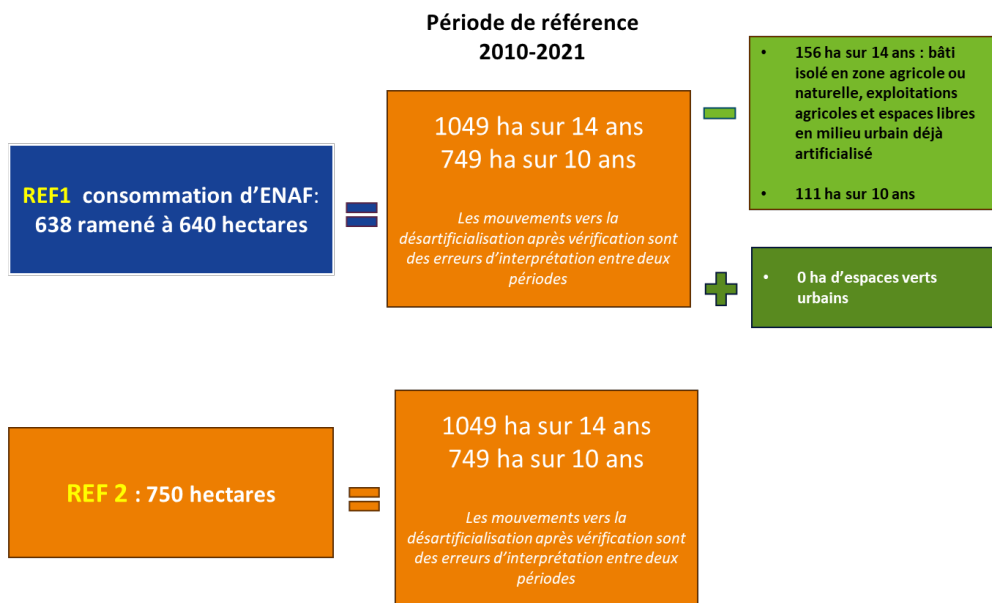 Période de référence
2010-2021
• 156 ha sur 14 ans : bâti
isolé en zone agricole ou
naturelle, exploitations
agricoles et espaces libres
en milieu urbain déjà
artificialisé
• 111 ha sur 10 ans
REF1 consommation d’ENAF:
638 ramené à 640 hectares
=
1049 ha sur 14 ans
749 ha sur 10 ans
Les mouvements vers la
désartificialisation après vérification sont
des erreurs d’interprétation entre deux
périodes
-
+
• 0 ha d’espaces verts
urbains
REF 2 : 750 hectares
=
1049 ha sur 14 ans
749 ha sur 10 ans
Les mouvements vers la
désartificialisation après vérification sont
des erreurs d’interprétation entre deux
périodes